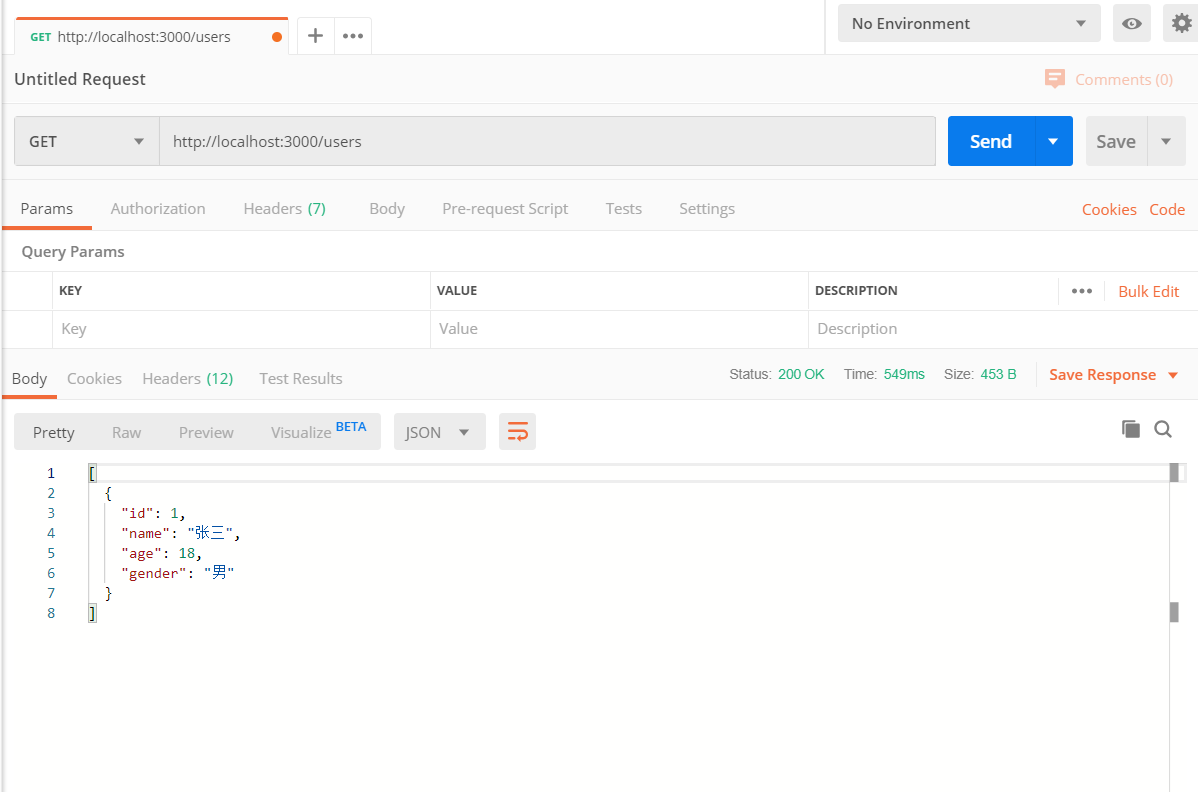 GET http://localhost:3000/users
No Environment
Untitled Request
Comments (0)
GET http://localhost:3000/users Send Save
Params Authorization Headers (7) Body Pre-request Script Tests Settings Cookies Code
Query Params
KEY VALUE DESCRIPTION Bulk Edit
Key Value Description
Body Cookies Headers (12) Test Results Status: 200 OK Time: 549ms Size: 453 B Save Response
Pretty Raw Preview Visualize BETA JSON
1 [
2 {
3 "id": 1,
4 "name": "张三",
5 "age": 18,
6 "gender": "男"
7 }
8 ]